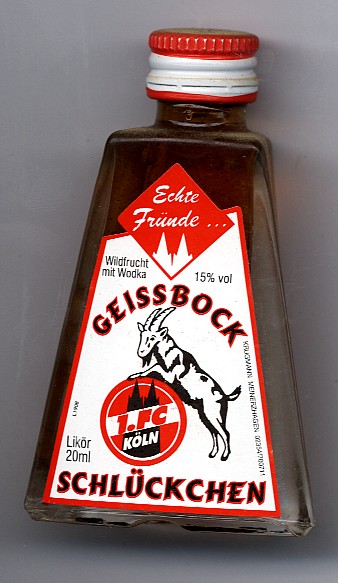 Echte
Fründe ...
Wildfrucht
mit Wodka
15% vol
GEISSBOCK
1.FC
KÖLN
Likör
20ml
SCHLÜCKCHEN